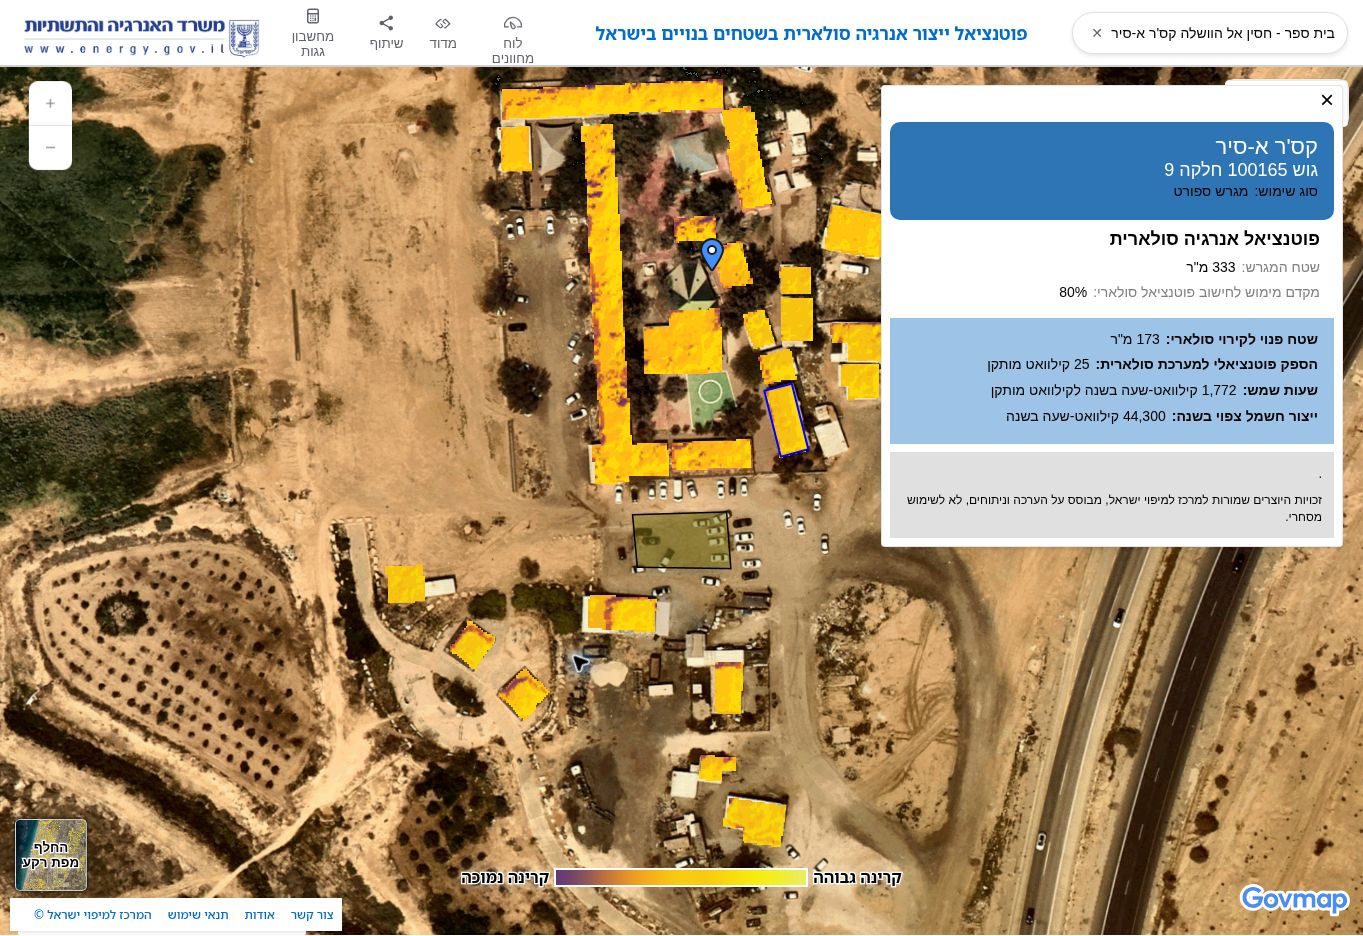 בית ספר - חסין אל הוושלה קס'ר א-סיר ✕
פוטנציאל ייצור אנרגיה סולארית בשטחים בנויים בישראל
לוח מחוונים
מדוד
שיתוף
מחשבון גגות
משרד האנרגיה והתשתיות
www.energy.gov.il
+
−
✕
קס'ר א-סיר
גוש 100165 חלקה 9
סוג שימוש: מגרש ספורט
פוטנציאל אנרגיה סולארית
שטח המגרש: 333 מ"ר
מקדם מימוש לחישוב פוטנציאל סולארי: 80%
שטח פנוי לקירוי סולארי: 173 מ"ר
הספק פוטנציאלי למערכת סולארית: 25 קילוואט מותקן
שעות שמש: 1,772 קילוואט-שעה בשנה לקילוואט מותקן
ייצור חשמל צפוי בשנה: 44,300 קילוואט-שעה בשנה
.
זכויות היוצרים שמורות למרכז למיפוי ישראל, מבוסס על הערכה וניתוחים, לא לשימוש
מסחרי.
החלף
מפת רקע
קרינה גבוהה
קרינה נמוכה
Govmap
צור קשר אודות תנאי שימוש המרכז למיפוי ישראל ©